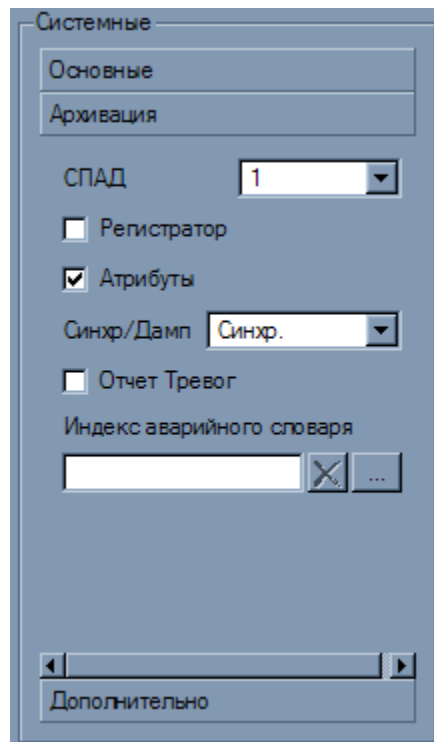 Системные
Основные
Архивация
СПАД 1
Регистратор
Атрибуты
Синхр/Дамп Синхр.
Отчет Тревог
Индекс аварийного словаря
...
Дополнительно